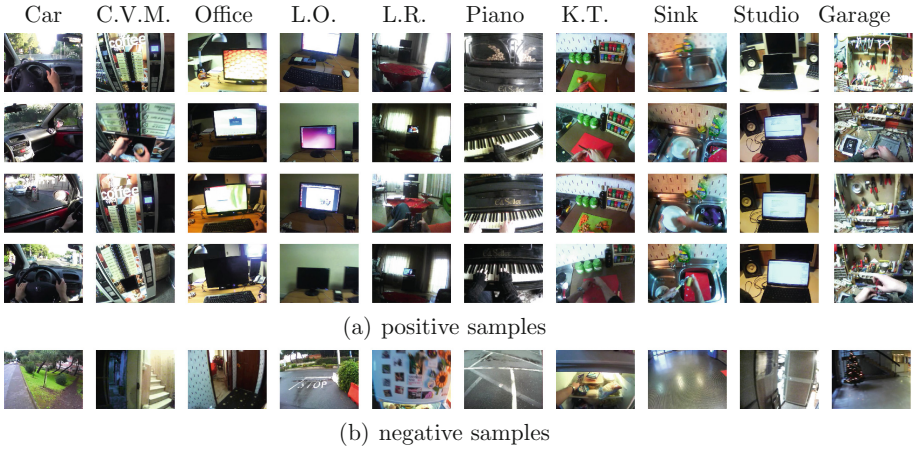 Car C.V.M. Office L.O. L.R. Piano K.T. Sink Studio Garage
coffee
coffee
(a) positive samples
STOP
(b) negative samples